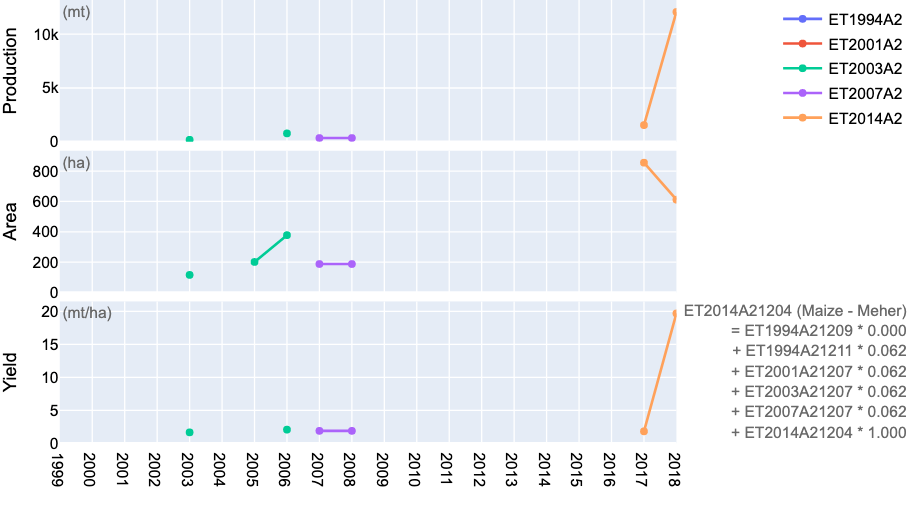 (mt)
Production
10k
5k
0
ET1994A2
ET2001A2
ET2003A2
ET2007A2
ET2014A2
(ha)
Area
800
600
400
200
0
(mt/ha)
Yield
20
15
10
5
0
ET2014A21204 (Maize - Meher)
= ET1994A21209 * 0.000
+ ET1994A21211 * 0.062
+ ET2001A21207 * 0.062
+ ET2003A21207 * 0.062
+ ET2007A21207 * 0.062
+ ET2014A21204 * 1.000
1999
2000
2001
2002
2003
2004
2005
2006
2007
2008
2009
2010
2011
2012
2013
2014
2015
2016
2017
2018